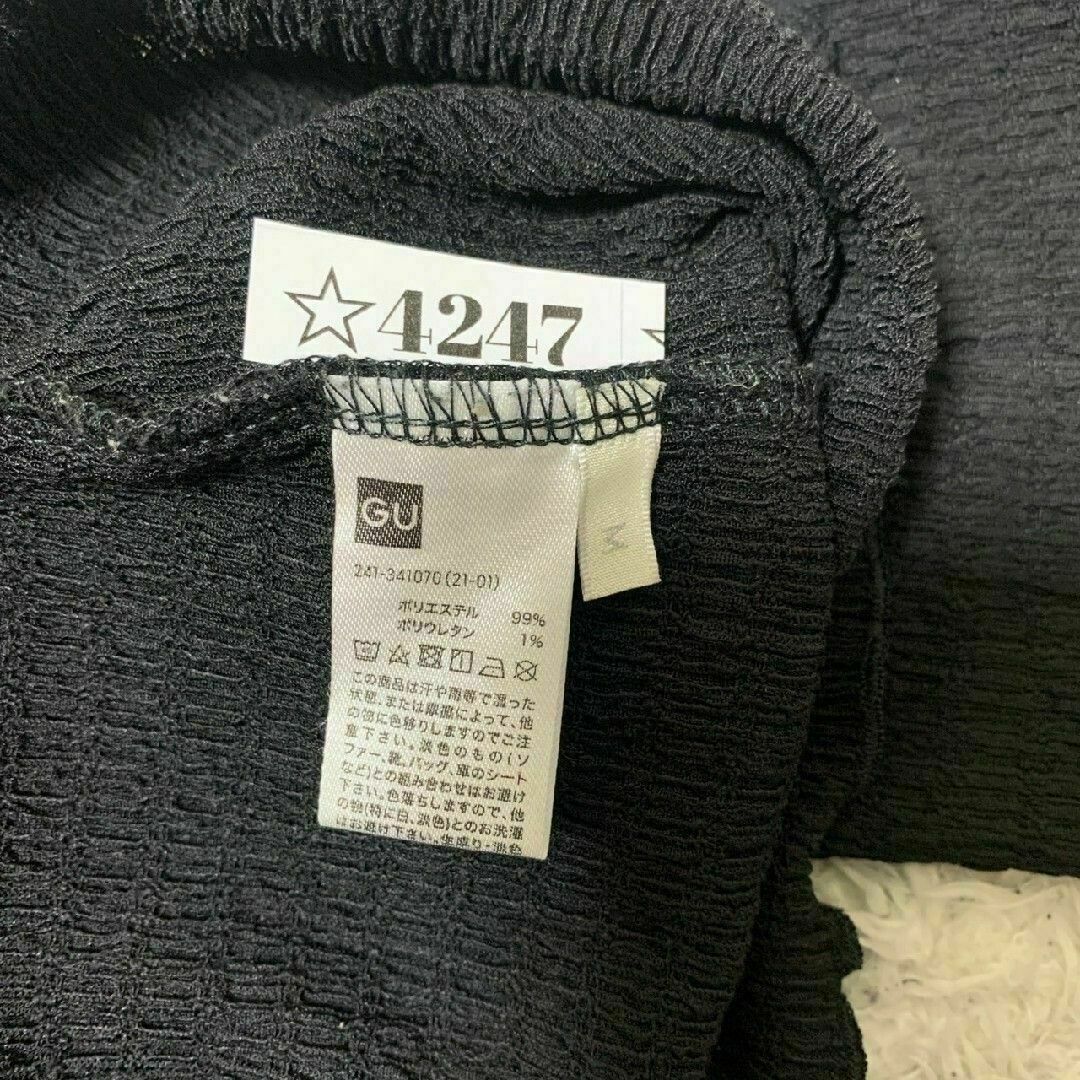 ☆4247
GU
M
241-341070(21-01)
ポリエステル 99%
ポリウレタン 1%
この商品は汗や雨等で湿った
状態、または摩擦によって、他
の物に色移りしますのでご注
意下さい。淡色のもの(ソ
ファー、靴、バッグ、車のシート
など)との組み合わせはお避け
下さい。色落ちしますので、他
の物(特に白、淡色)とのお洗濯
はお避け下さい。生成り・淡色